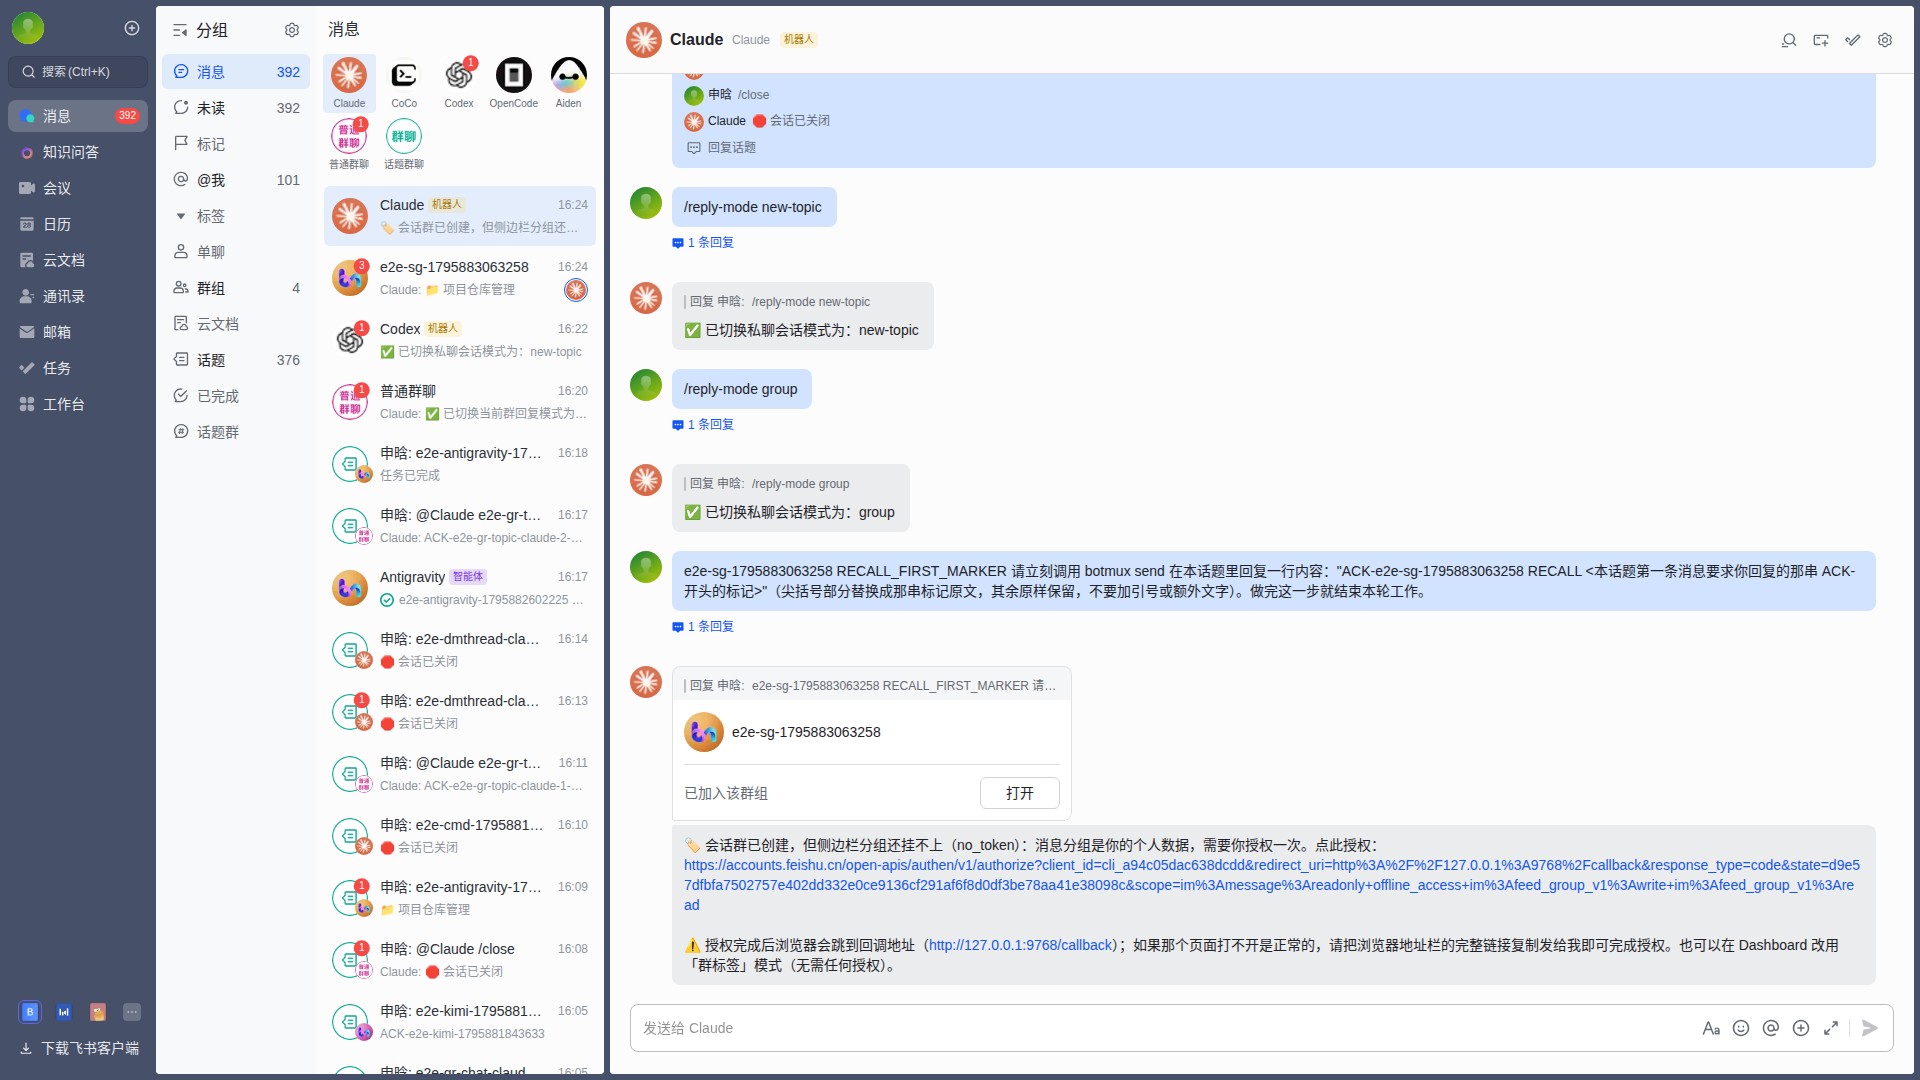 搜索 (Ctrl+K)
消息 392
知识问答
会议
日历
云文档
通讯录
邮箱
任务
工作台
下载飞书客户端
分组
消息 392
未读 392
标记
@我 101
标签
单聊
群组 4
云文档
话题 376
已完成
话题群
消息
Claude
CoCo
1
Codex
OpenCode
Aiden
普通群聊 1
普通群聊
群聊
话题群聊
Claude 机器人 16:24
🏷️ 会话群已创建，但侧边栏分组还…
3 e2e-sg-1795883063258 16:24
Claude: 📁 项目仓库管理
1 Codex 机器人 16:22
✅ 已切换私聊会话模式为：new-topic
1 普通群聊 16:20
Claude: ✅ 已切换当前群回复模式为…
申晗: e2e-antigravity-17… 16:18
任务已完成
申晗: @Claude e2e-gr-t… 16:17
Claude: ACK-e2e-gr-topic-claude-2-…
Antigravity 智能体 16:17
e2e-antigravity-1795882602225 …
申晗: e2e-dmthread-cla… 16:14
🛑 会话已关闭
1 申晗: e2e-dmthread-cla… 16:13
🛑 会话已关闭
申晗: @Claude e2e-gr-t… 16:11
Claude: ACK-e2e-gr-topic-claude-1-…
申晗: e2e-cmd-1795881… 16:10
🛑 会话已关闭
1 申晗: e2e-antigravity-17… 16:09
📁 项目仓库管理
1 申晗: @Claude /close 16:08
Claude: 🛑 会话已关闭
申晗: e2e-kimi-1795881… 16:05
ACK-e2e-kimi-1795881843633
申晗: e2e-gr-chat-claud… 16:05
Claude Claude 机器人
申晗 /close
Claude 🛑 会话已关闭
回复话题
/reply-mode new-topic
1 条回复
回复 申晗: /reply-mode new-topic
✅ 已切换私聊会话模式为：new-topic
/reply-mode group
1 条回复
回复 申晗: /reply-mode group
✅ 已切换私聊会话模式为：group
e2e-sg-1795883063258 RECALL_FIRST_MARKER 请立刻调用 botmux send 在本话题里回复一行内容："ACK-e2e-sg-1795883063258 RECALL <本话题第一条消息要求你回复的那串 ACK-
开头的标记>"（尖括号部分替换成那串标记原文，其余原样保留，不要加引号或额外文字）。做完这一步就结束本轮工作。
1 条回复
回复 申晗: e2e-sg-1795883063258 RECALL_FIRST_MARKER 请…
e2e-sg-1795883063258
已加入该群组 打开
🏷️ 会话群已创建，但侧边栏分组还挂不上（no_token）：消息分组是你的个人数据，需要你授权一次。点此授权：
https://accounts.feishu.cn/open-apis/authen/v1/authorize?client_id=cli_a94c05dac638dcdd&redirect_uri=http%3A%2F%2F127.0.0.1%3A9768%2Fcallback&response_type=code&state=d9e5
7dfbfa7502757e402dd332e0ce9136cf291af6f8d0df3be78aa41e38098c&scope=im%3Amessage%3Areadonly+offline_access+im%3Afeed_group_v1%3Awrite+im%3Afeed_group_v1%3Are
ad
⚠️ 授权完成后浏览器会跳到回调地址（http://127.0.0.1:9768/callback）；如果那个页面打不开是正常的，请把浏览器地址栏的完整链接复制发给我即可完成授权。也可以在 Dashboard 改用
「群标签」模式（无需任何授权）。
发送给 Claude